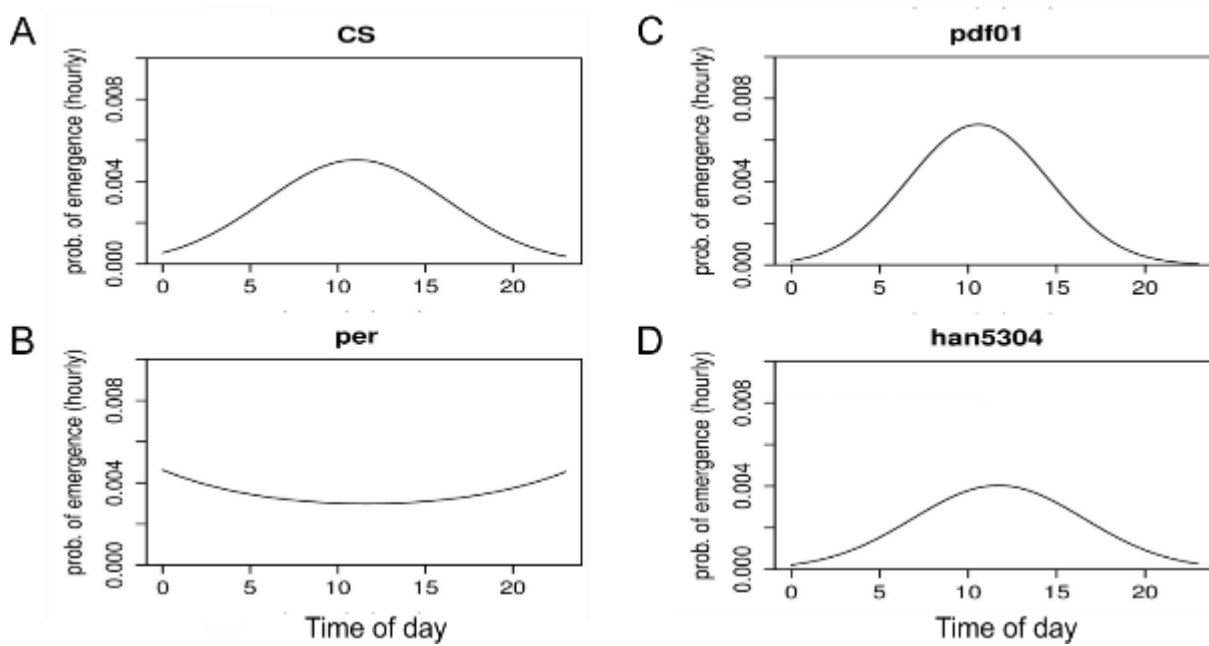 A
CS
prob. of emergence (hourly)
0.000 0.004 0.008
0 5 10 15 20
B
per
prob. of emergence (hourly)
0.000 0.004 0.008
0 5 10 15 20
Time of day
C
pdf01
prob. of emergence (hourly)
0.000 0.004 0.008
0 5 10 15 20
D
han5304
prob. of emergence (hourly)
0.000 0.004 0.008
0 5 10 15 20
Time of day